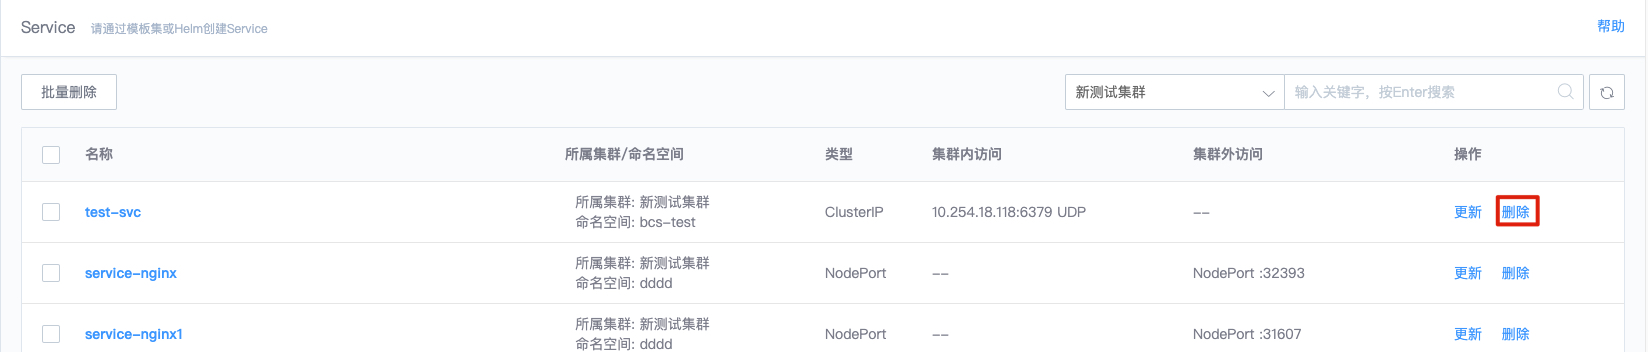 Service 请通过模板集或Helm创建Service 帮助
批量删除 新测试集群 输入关键字，按Enter搜索
名称 所属集群/命名空间 类型 集群内访问 集群外访问 操作
test-svc 所属集群: 新测试集群 ClusterIP 10.254.18.118:6379 UDP -- 更新 删除
命名空间: bcs-test
service-nginx 所属集群: 新测试集群 NodePort -- NodePort :32393 更新 删除
命名空间: dddd
service-nginx1 所属集群: 新测试集群 NodePort -- NodePort :31607 更新 删除
命名空间: dddd